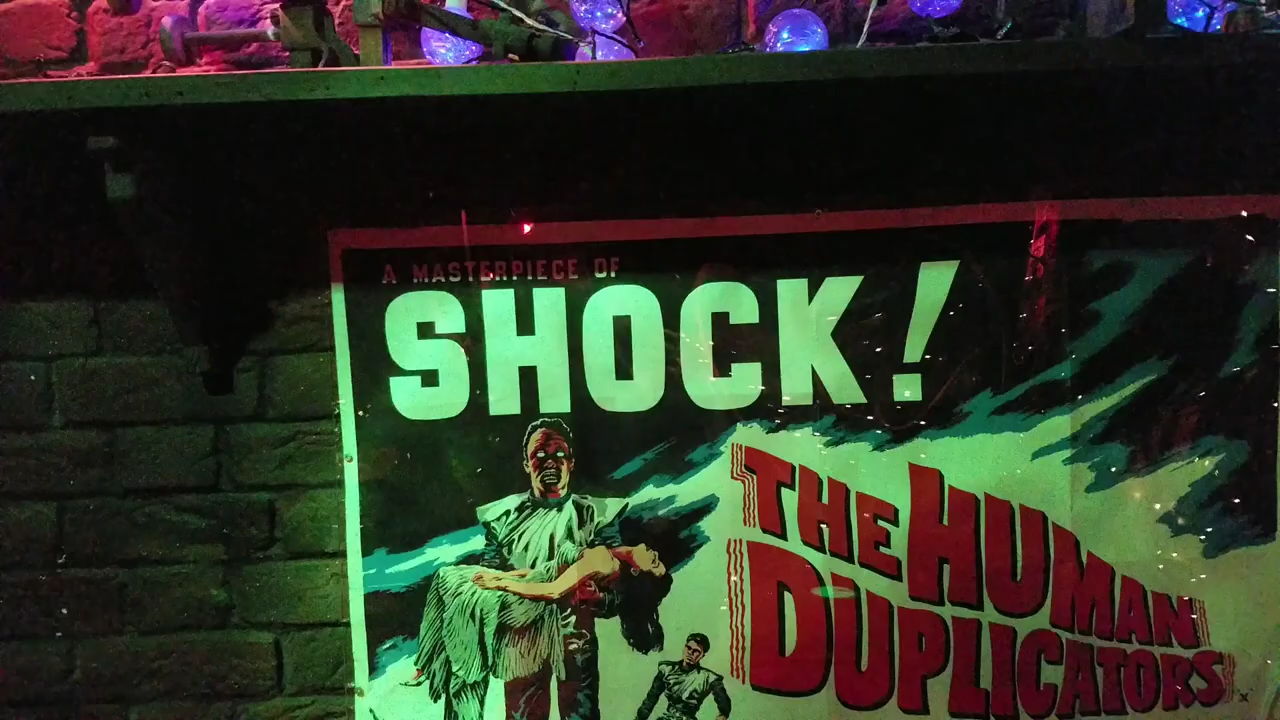 A MASTERPIECE OF
SHOCK!
THE HUMAN
DUPLICATORS